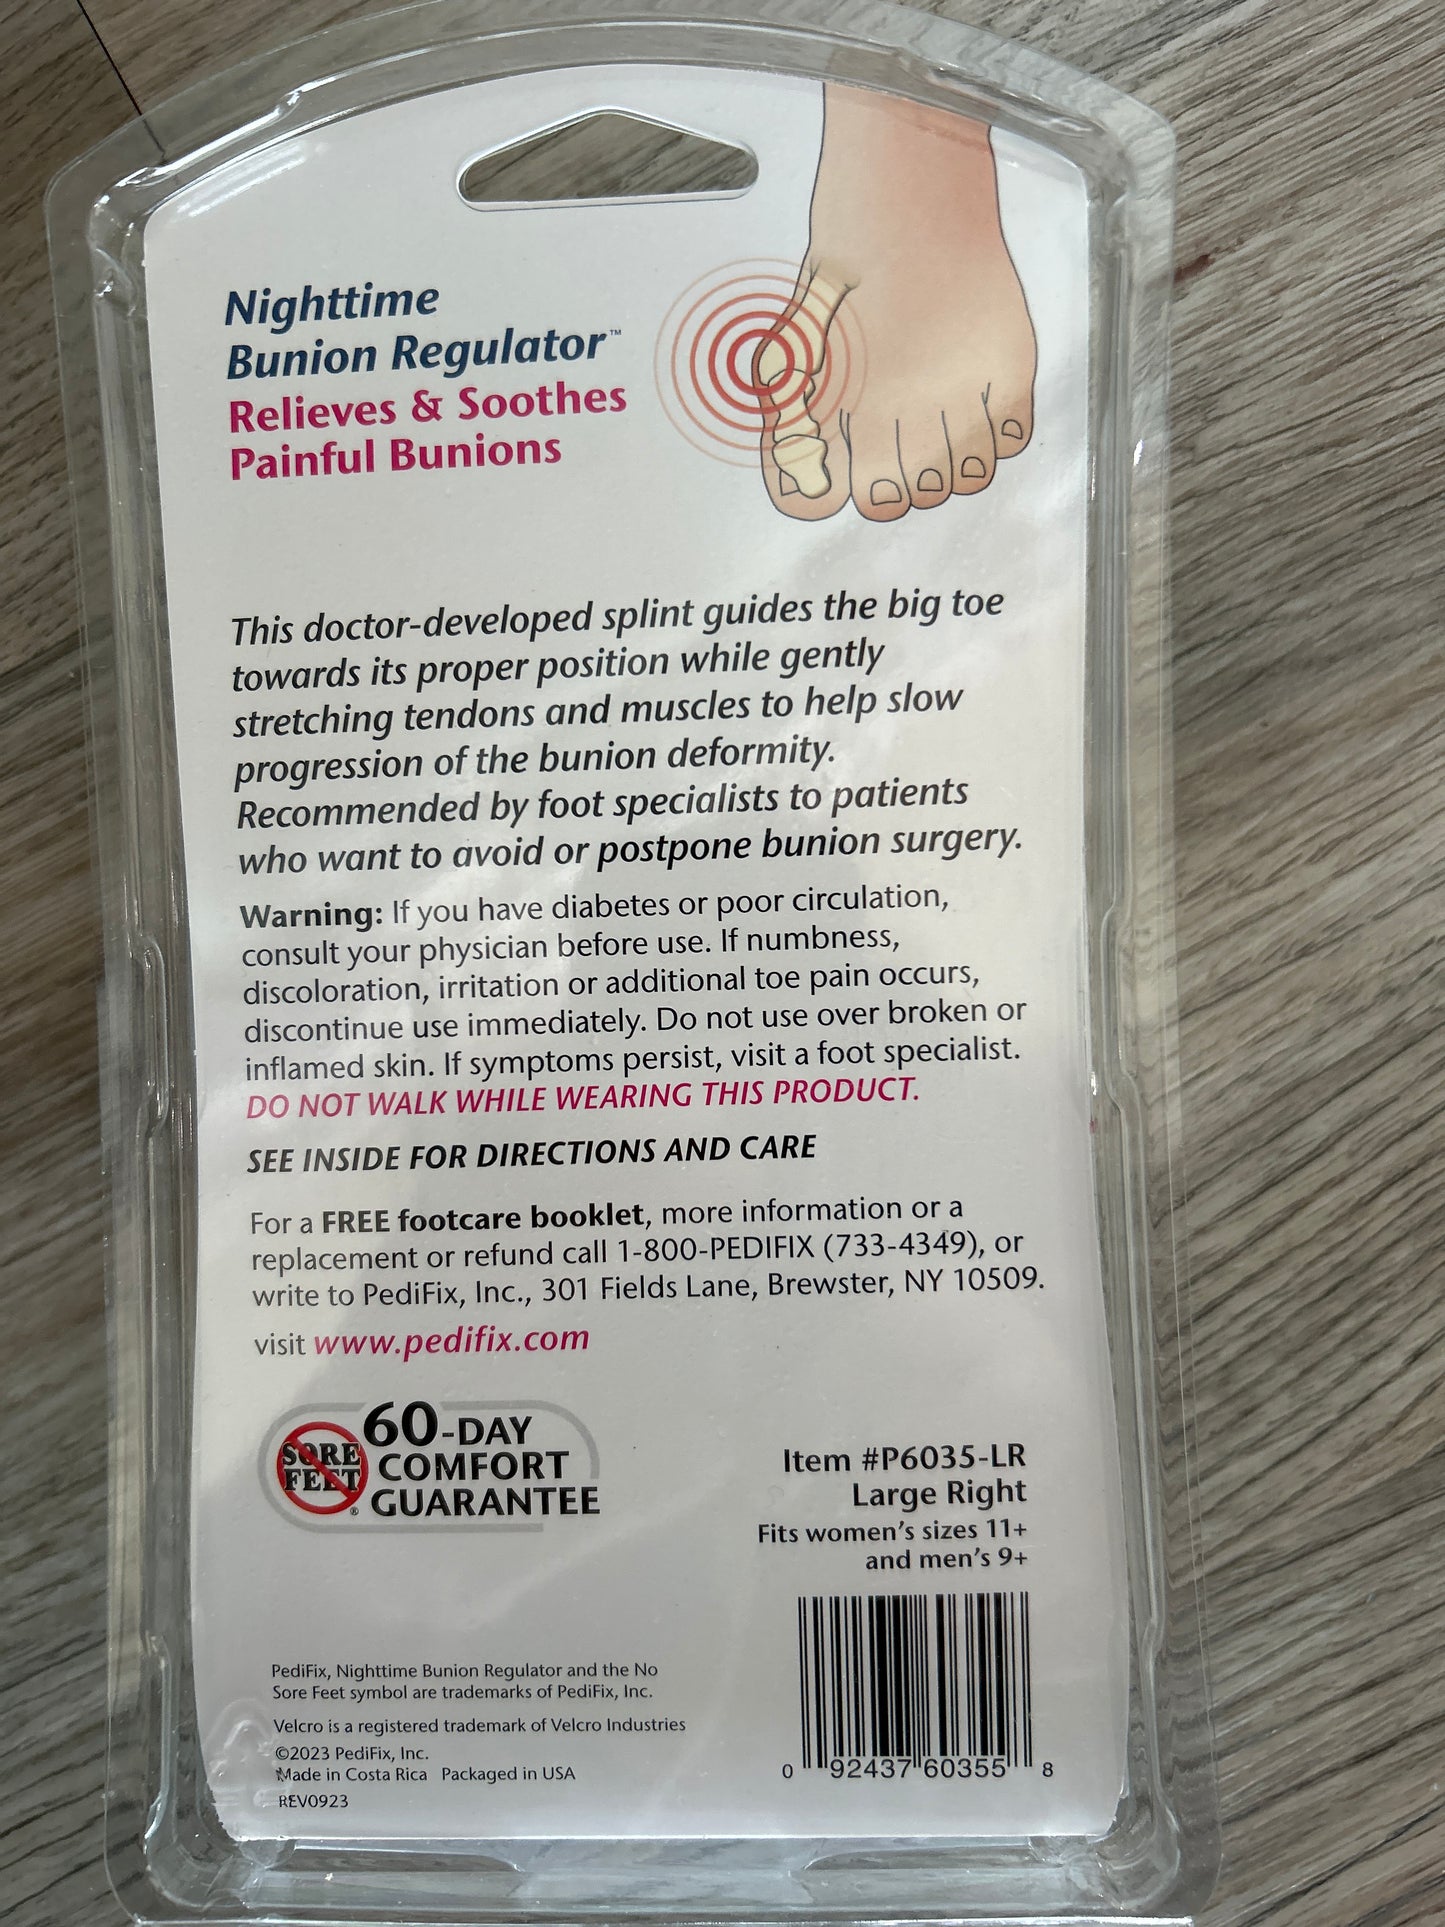 Nighttime
Bunion Regulator™
Relieves & Soothes
Painful Bunions
This doctor-developed splint guides the big toe
towards its proper position while gently
stretching tendons and muscles to help slow
progression of the bunion deformity.
Recommended by foot specialists to patients
who want to avoid or postpone bunion surgery.
Warning: If you have diabetes or poor circulation,
consult your physician before use. If numbness,
discoloration, irritation or additional toe pain occurs,
discontinue use immediately. Do not use over broken or
inflamed skin. If symptoms persist, visit a foot specialist.
DO NOT WALK WHILE WEARING THIS PRODUCT.
SEE INSIDE FOR DIRECTIONS AND CARE
For a FREE footcare booklet, more information or a
replacement or refund call 1-800-PEDIFIX (733-4349), or
write to PediFix, Inc., 301 Fields Lane, Brewster, NY 10509.
visit www.pedifix.com
SORE
FEET®
60-DAY
COMFORT
GUARANTEE
Item #P6035-LR
Large Right
Fits women's sizes 11+
and men's 9+
PediFix, Nighttime Bunion Regulator and the No
Sore Feet symbol are trademarks of PediFix, Inc.
Velcro is a registered trademark of Velcro Industries
©2023 PediFix, Inc.
Made in Costa Rica Packaged in USA
REV0923
0 92437 60355 8